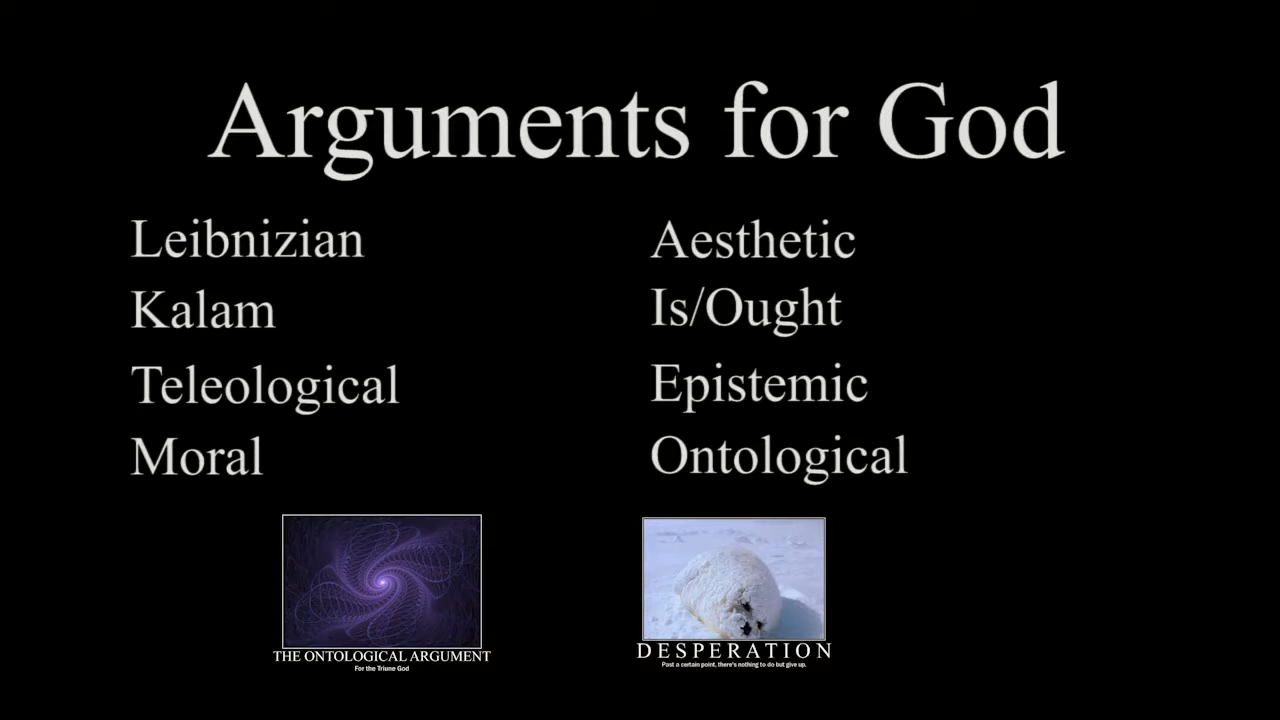 Arguments for God
Leibnizian
Kalam
Teleological
Moral
Aesthetic
Is/Ought
Epistemic
Ontological
THE ONTOLOGICAL ARGUMENT
For the Triune God
DESPERATION
Past a certain point, there's nothing to do but give up.